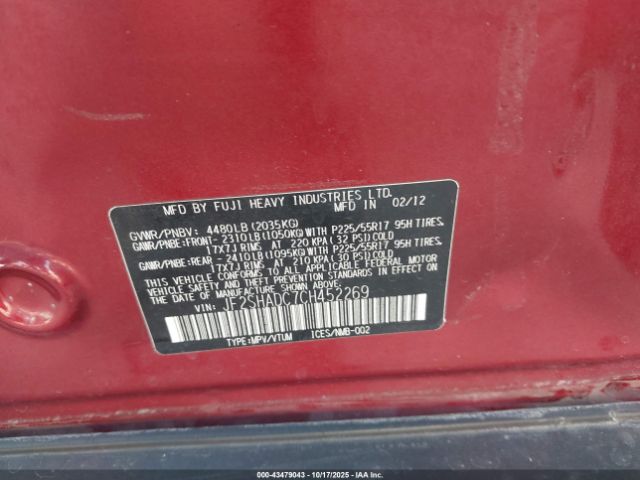 MFD BY FUJI HEAVY INDUSTRIES LTD.
MFD IN 02/12
GVWR/PNBV: 4480LB (2035KG)
GAWR/PNBE:FRONT- 2310LB(1050KG)WITH P225/55R17 95H TIRES.
17X7J RIMS AT 220 KPA (32 PSI) COLD
GAWR/PNBE:REAR - 2410LB(1095KG)WITH P225/55R17 95H TIRES.
17X7J RIMS AT 210 KPA (30 PSI) COLD
THIS VEHICLE CONFORMS TO ALL APPLICABLE FEDERAL MOTOR
VEHICLE SAFETY AND THEFT PREVENTION STANDARDS IN EFFECT
ON THE DATE OF MANUFACTURE SHOWN ABOVE.
VIN: JF2SHADC7CH452269
TYPE:MPV/VTUM ICES/NMB-002
© 43479043 - 10/17/2025 - IAAI.COM